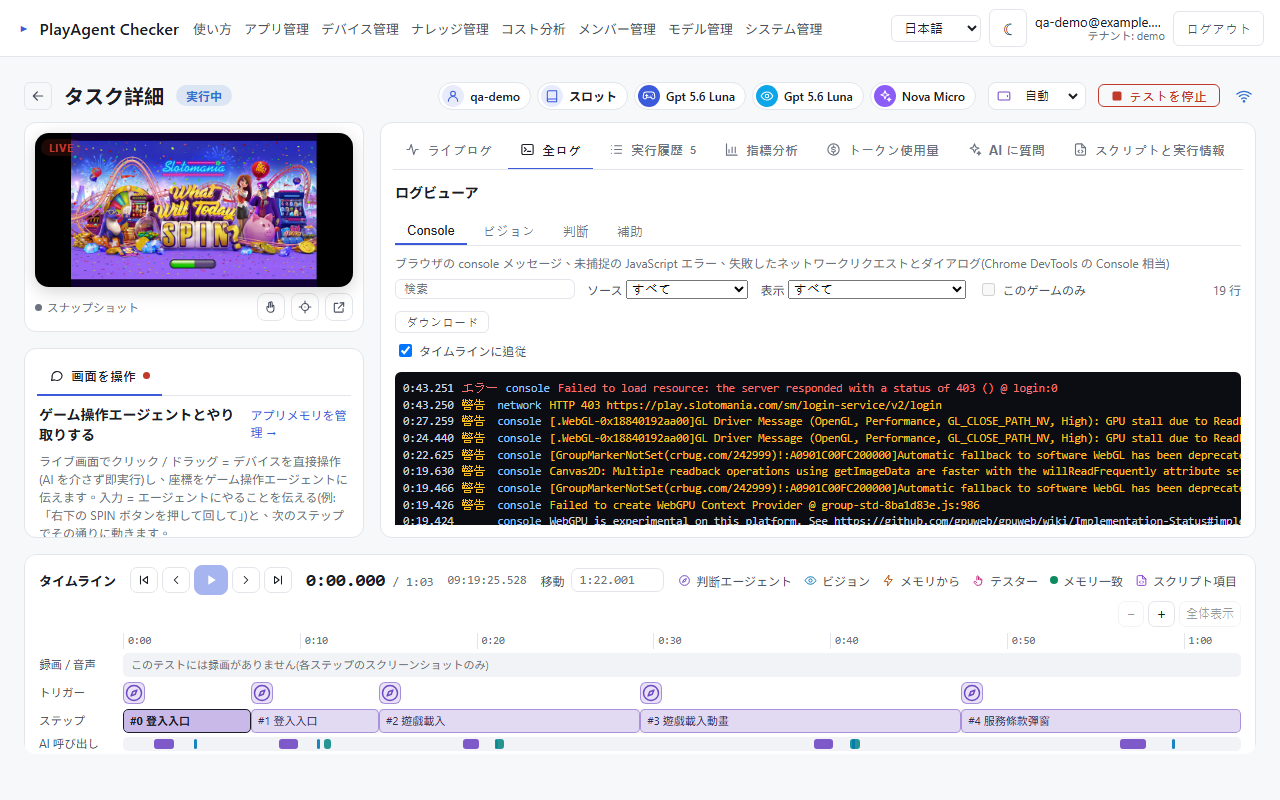 PlayAgent Checker 使い方 アプリ管理 デバイス管理 ナレッジ管理 コスト分析 メンバー管理 モデル管理 システム管理 日本語 qa-demo@example.... ログアウト
テナント: demo
タスク詳細 実行中 qa-demo スロット Gpt 5.6 Luna Gpt 5.6 Luna Nova Micro 自動 テストを停止
LIVE
Slotomania
What Will Today SPIN?
スナップショット
画面を操作
ゲーム操作エージェントとやり取りする
アプリメモリを管理 →
ライブ画面でクリック / ドラッグ = デバイスを直接操作
(AI を介さず即実行)し、座標をゲーム操作エージェントに
伝えます。入力 = エージェントにやることを伝える(例:
「右下の SPIN ボタンを押して回して」)と、次のステップ
でその通りに動きます。
ライブログ 全ログ 実行履歴 5 指標分析 トークン使用量 AI に質問 スクリプトと実行情報
ログビューア
Console ビジョン 判断 補助
ブラウザの console メッセージ、未捕捉の JavaScript エラー、失敗したネットワークリクエストとダイアログ(Chrome DevTools の Console 相当)
検索 ソース すべて 表示 すべて このゲームのみ 19 行
ダウンロード
タイムラインに追従
0:43.251 エラー console Failed to load resource: the server responded with a status of 403 () @ login:0
0:43.250 警告 network HTTP 403 https://play.slotomania.com/sm/login-service/v2/login
0:27.259 警告 console [.WebGL-0x18840192aa00]GL Driver Message (OpenGL, Performance, GL_CLOSE_PATH_NV, High): GPU stall due to Read
0:24.440 警告 console [.WebGL-0x18840192aa00]GL Driver Message (OpenGL, Performance, GL_CLOSE_PATH_NV, High): GPU stall due to Read
0:22.625 警告 console [GroupMarkerNotSet(crbug.com/242999)!:A0901C00FC200000]Automatic fallback to software WebGL has been deprecate
0:19.630 警告 console Canvas2D: Multiple readback operations using getImageData are faster with the willReadFrequently attribute set
0:19.466 警告 console [GroupMarkerNotSet(crbug.com/242999)!:A0901C00FC200000]Automatic fallback to software WebGL has been deprecate
0:19.426 警告 console Failed to create WebGPU Context Provider @ group-std-8ba1d83e.js:986
0:19.424 console WebGPU is experimental on this platform. See https://github.com/gpuweb/gpuweb/wiki/Implementation-Status#impl
タイムライン 0:00.000 / 1:03 09:19:25.528 移動 1:22.001 判断エージェント ビジョン メモリから テスター メモリ一致 スクリプト項目
− + 全体表示
0:00 0:10 0:20 0:30 0:40 0:50 1:00
録画 / 音声 このテストには録画がありません(各ステップのスクリーンショットのみ)
トリガー
ステップ #0 登入入口 #1 登入入口 #2 遊戲載入 #3 遊戲載入動畫 #4 服務條款彈窗
AI 呼び出し